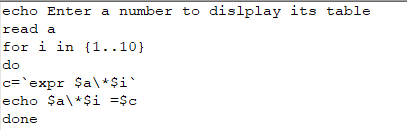 echo Enter a number to dislplay its table
read a
for i in {1..10}
do
c=`expr $a\*$i`
echo $a\*$i =$c
done